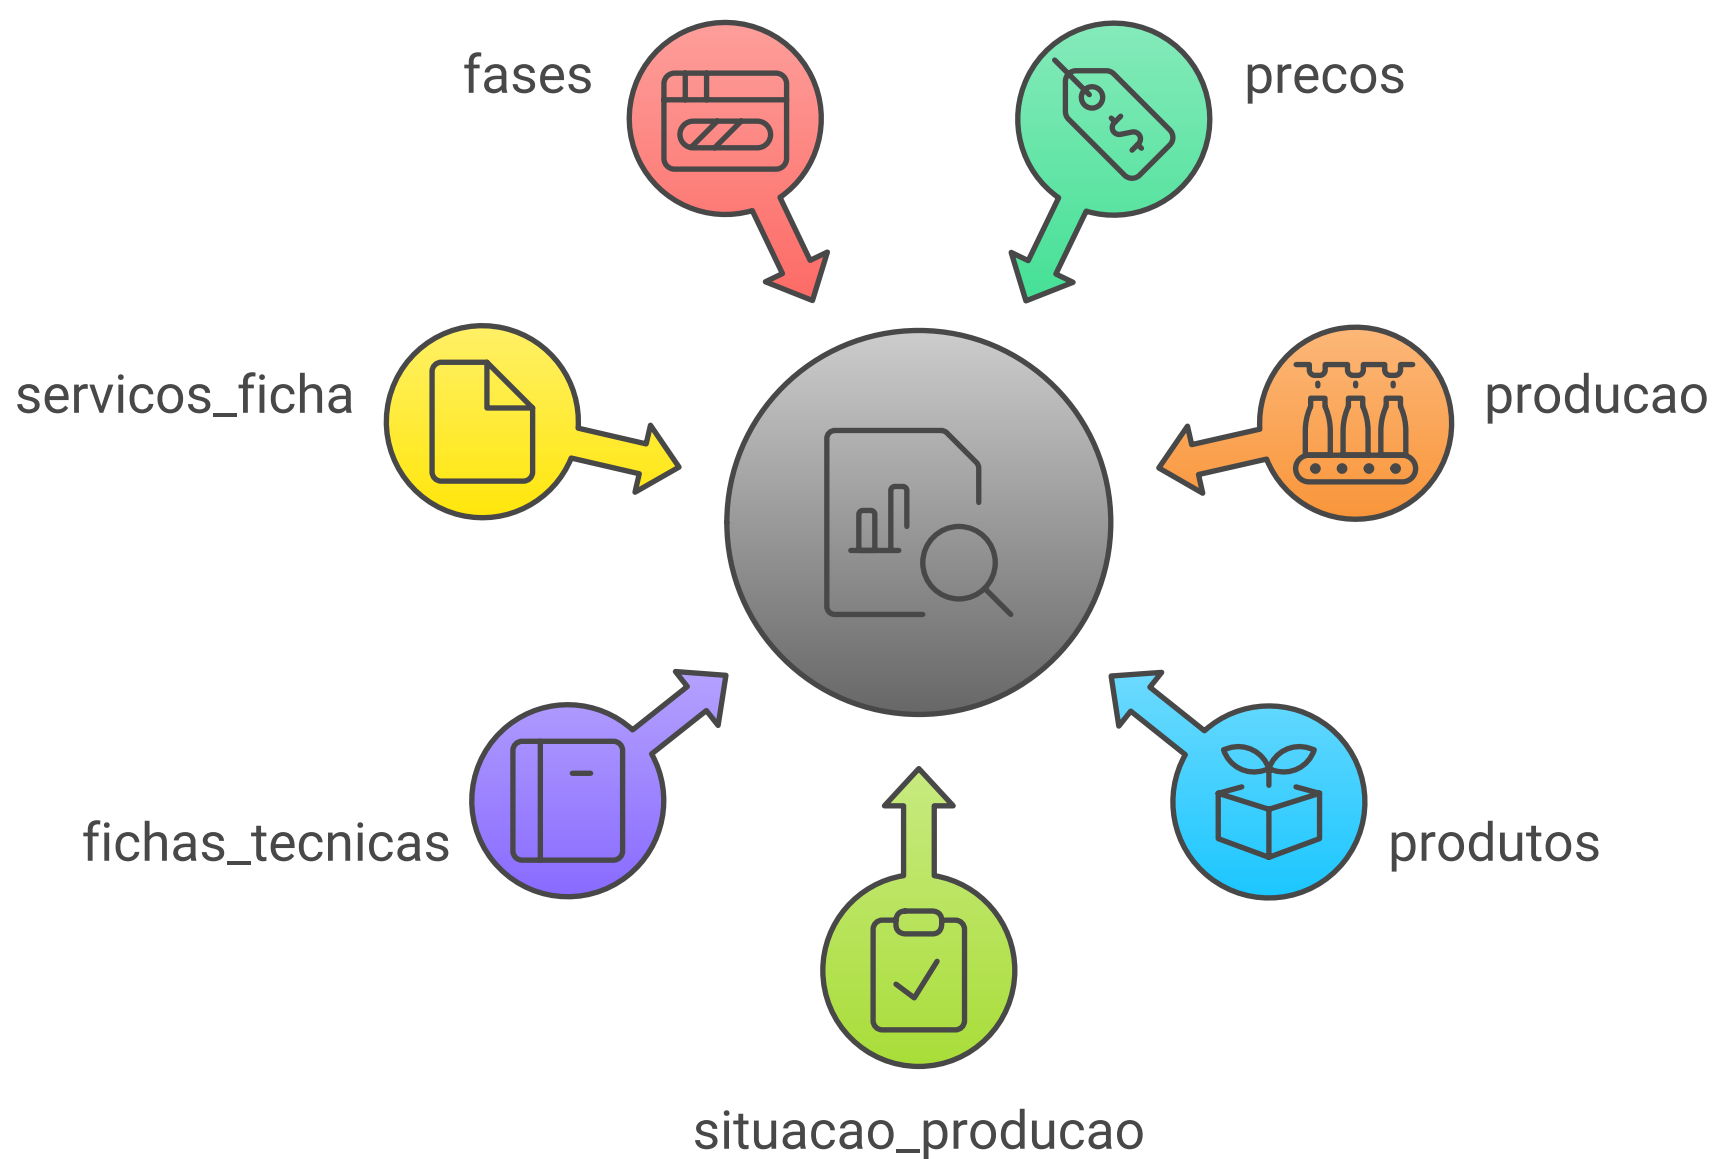 fases
precos
servicos_ficha
producao
fichas_tecnicas
produtos
situacao_producao